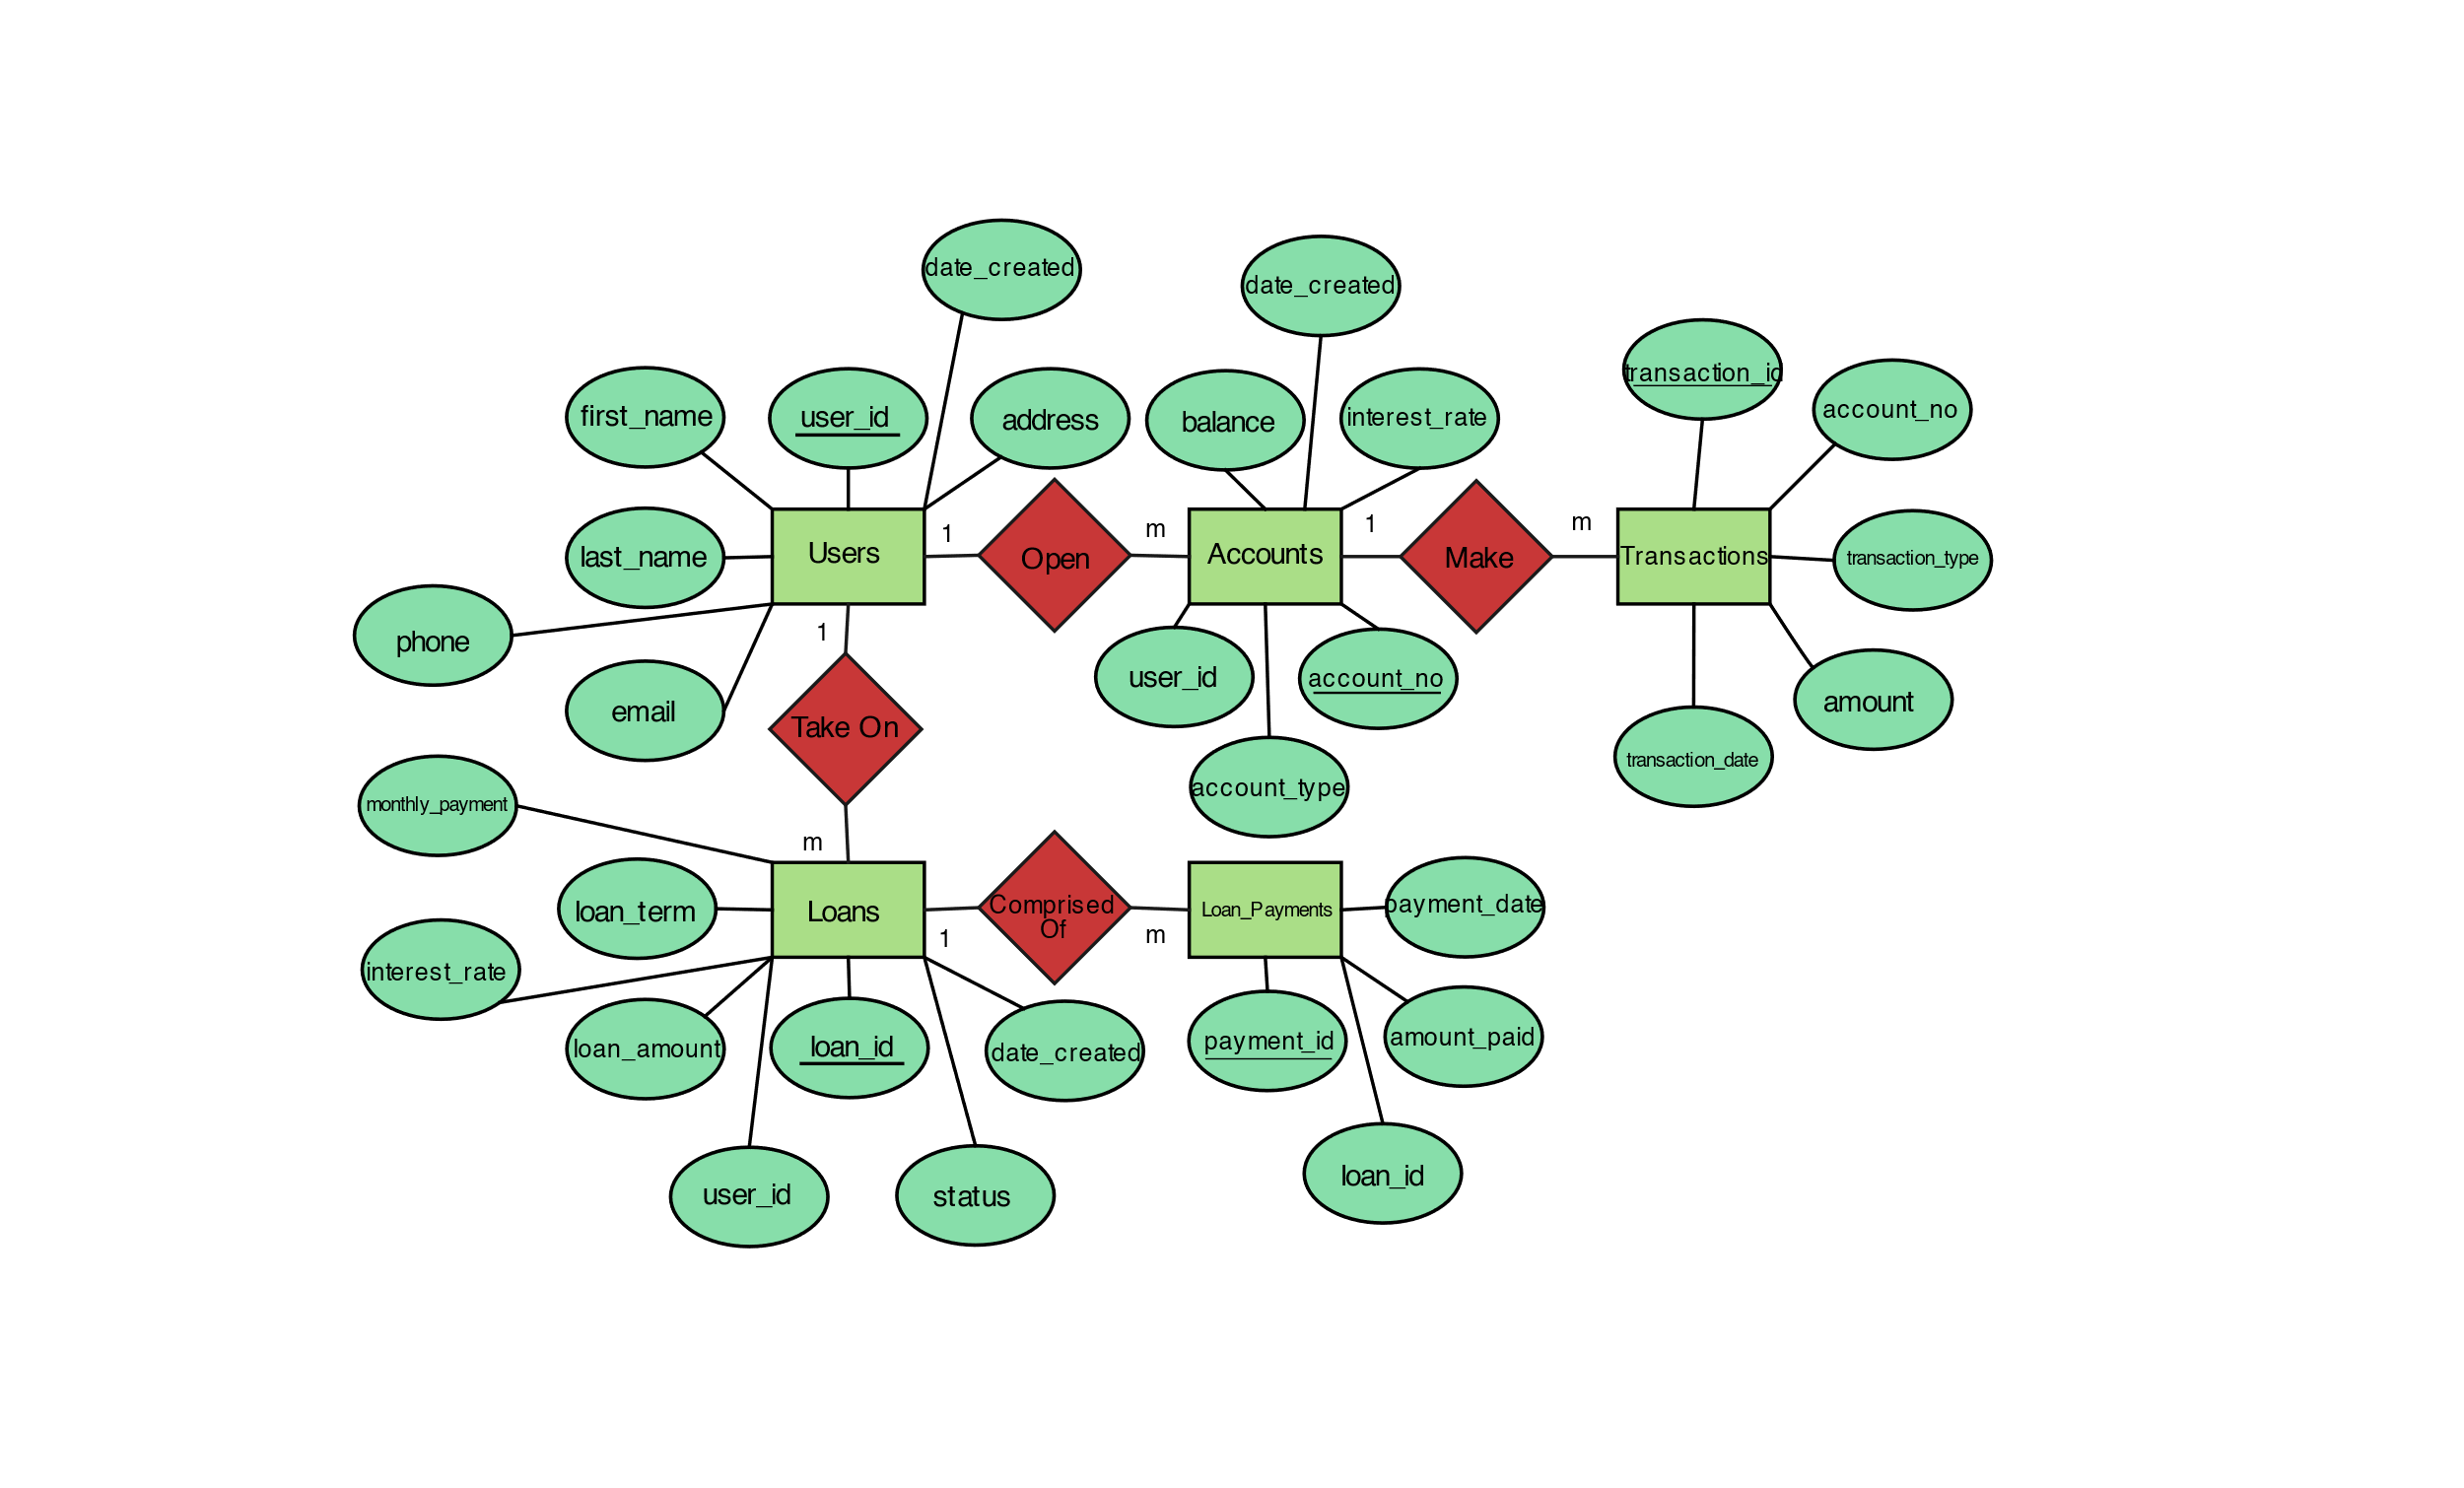 date_created
date_created
transaction_id
account_no
first_name
user_id
address
balance
interest_rate
1
m
1
m
last_name
Users
Open
Accounts
Make
Transactions
transaction_type
phone
1
user_id
account_no
email
Take On
amount
transaction_date
account_type
monthly_payment
m
loan_term
Loans
Comprised
Of
Loan_Payments
payment_date
1
m
interest_rate
loan_amount
loan_id
date_created
payment_id
amount_paid
user_id
status
loan_id